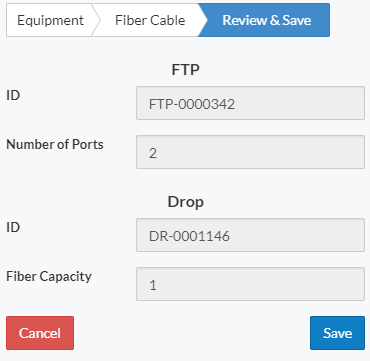 Equipment Fiber Cable Review & Save
FTP
ID FTP-0000342
Number of Ports 2
Drop
ID DR-0001146
Fiber Capacity 1
Cancel Save